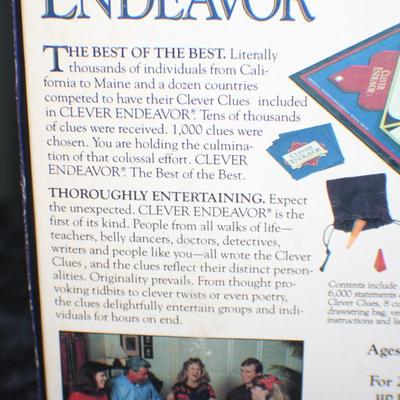 ENDEAVOR
THE BEST OF THE BEST. Literally
thousands of individuals from Cali-
fornia to Maine and a dozen countries
competed to have their Clever Clues included
in CLEVER ENDEAVOR®. Tens of thousands
of clues were received. 1,000 clues were
chosen. You are holding the culmina-
tion of that colossal effort. CLEVER
ENDEAVOR.® The Best of the Best.
THOROUGHLY ENTERTAINING. Expect
the unexpected. CLEVER ENDEAVOR® is the
first of its kind. People from all walks of life—
teachers, belly dancers, doctors, detectives,
writers and people like you—all wrote the Clever
Clues , and the clues reflect their distinct person-
alities. Originality prevails. From thought pro-
voking tidbits to clever twists or even poetry,
the clues delightfully entertain groups and indi-
viduals for hours on end.
CLEVER
ENDEAVOR
CLEVER
ENDEAVOR
Contents include
6,000 statements
Clever Clues, 8 
drawstring bag,
instructions and
Ages
For 2
up